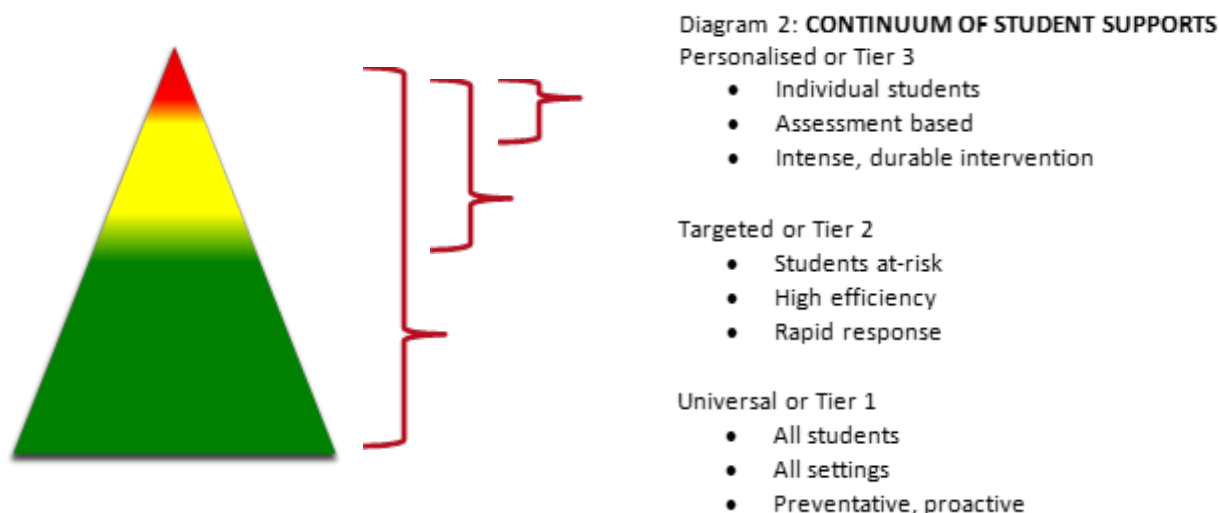 Diagram 2: CONTINUUM OF STUDENT SUPPORTS
Personalised or Tier 3
• Individual students
• Assessment based
• Intense, durable intervention
Targeted or Tier 2
• Students at-risk
• High efficiency
• Rapid response
Universal or Tier 1
• All students
• All settings
• Preventative, proactive